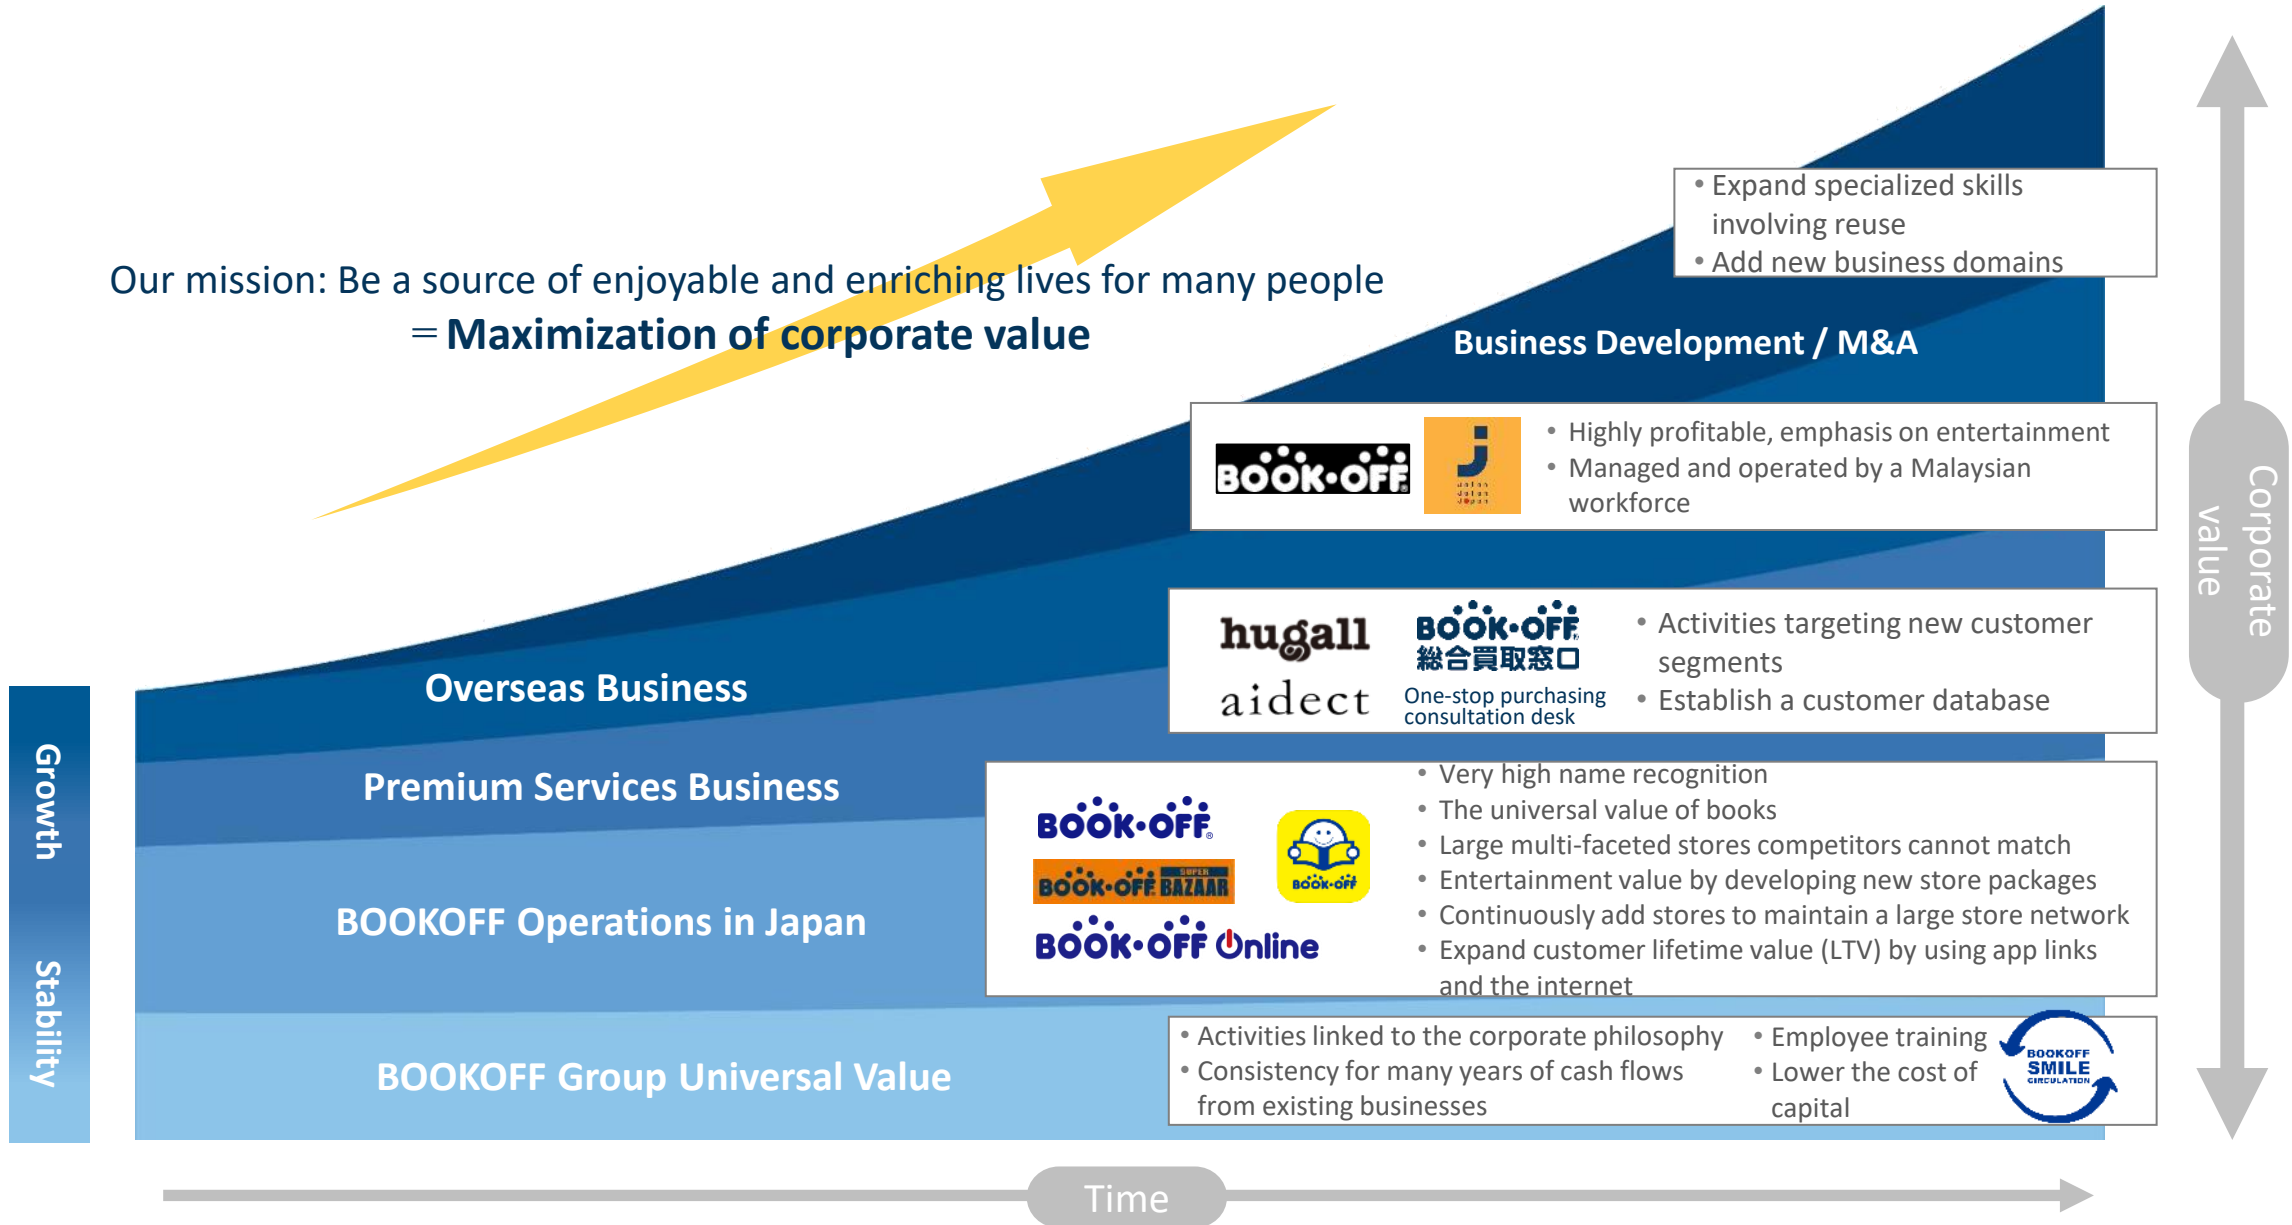 Our mission: Be a source of enjoyable and enriching lives for many people
＝Maximization of corporate value
• Expand specialized skills
involving reuse
• Add new business domains
Business Development / M&A
BOOK•OFF
J
Jalan
Jalan
Japan
• Highly profitable, emphasis on entertainment
• Managed and operated by a Malaysian
workforce
Overseas Business
hugall
aidect
BOOK•OFF
総合買取窓口
One-stop purchasing
consultation desk
• Activities targeting new customer
segments
• Establish a customer database
Premium Services Business
BOOK•OFF®
BOOK•OFF SUPER BAZAAR
BOOK•OFF Online
BOOK•OFF
• Very high name recognition
• The universal value of books
• Large multi-faceted stores competitors cannot match
• Entertainment value by developing new store packages
• Continuously add stores to maintain a large store network
• Expand customer lifetime value (LTV) by using app links
and the internet
BOOKOFF Operations in Japan
BOOKOFF Group Universal Value
• Activities linked to the corporate philosophy
• Consistency for many years of cash flows
from existing businesses
• Employee training
• Lower the cost of
capital
BOOKOFF
SMILE
CIRCULATION
Growth
Stability
Corporate
value
Time